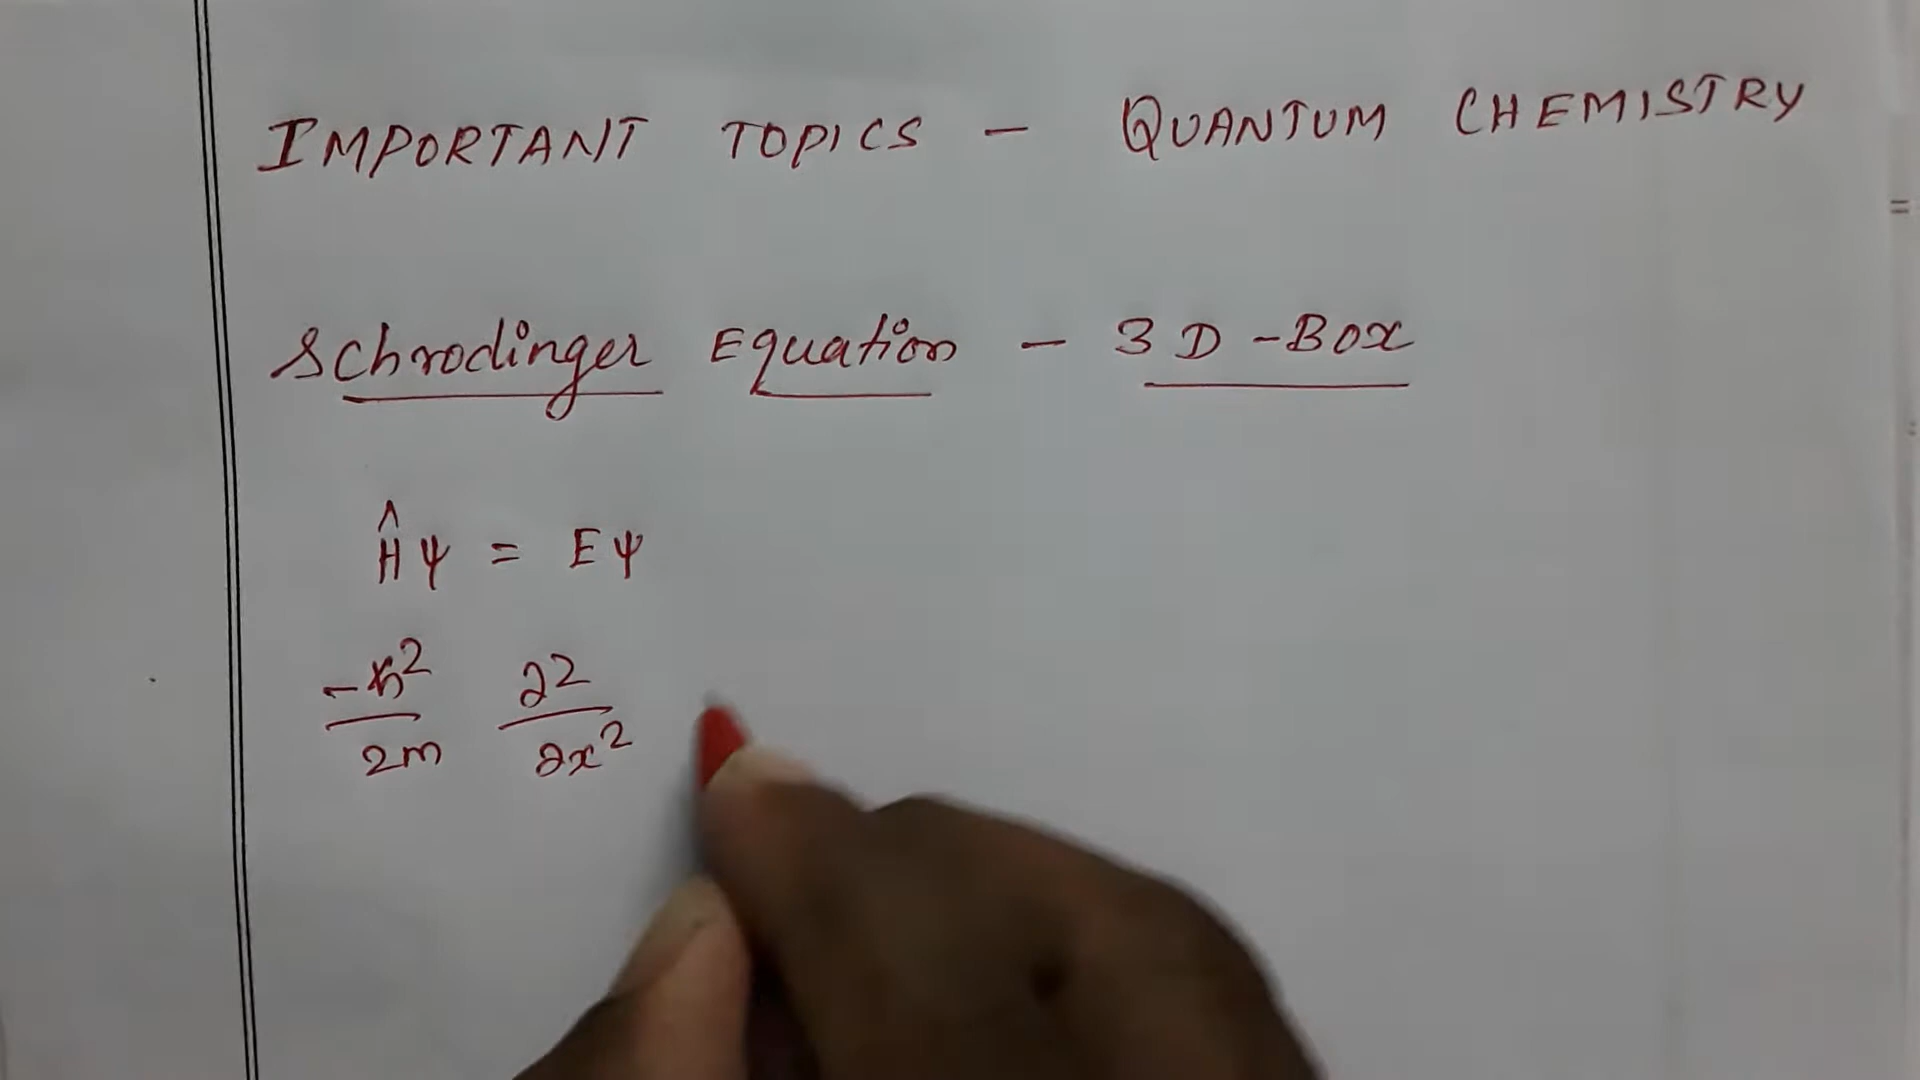 IMPORTANT TOPICS - QUANTUM CHEMISTRY
Schrodinger Equation - 3D-Box
Ĥψ = Eψ
-ħ²/2m ∂²/∂x²